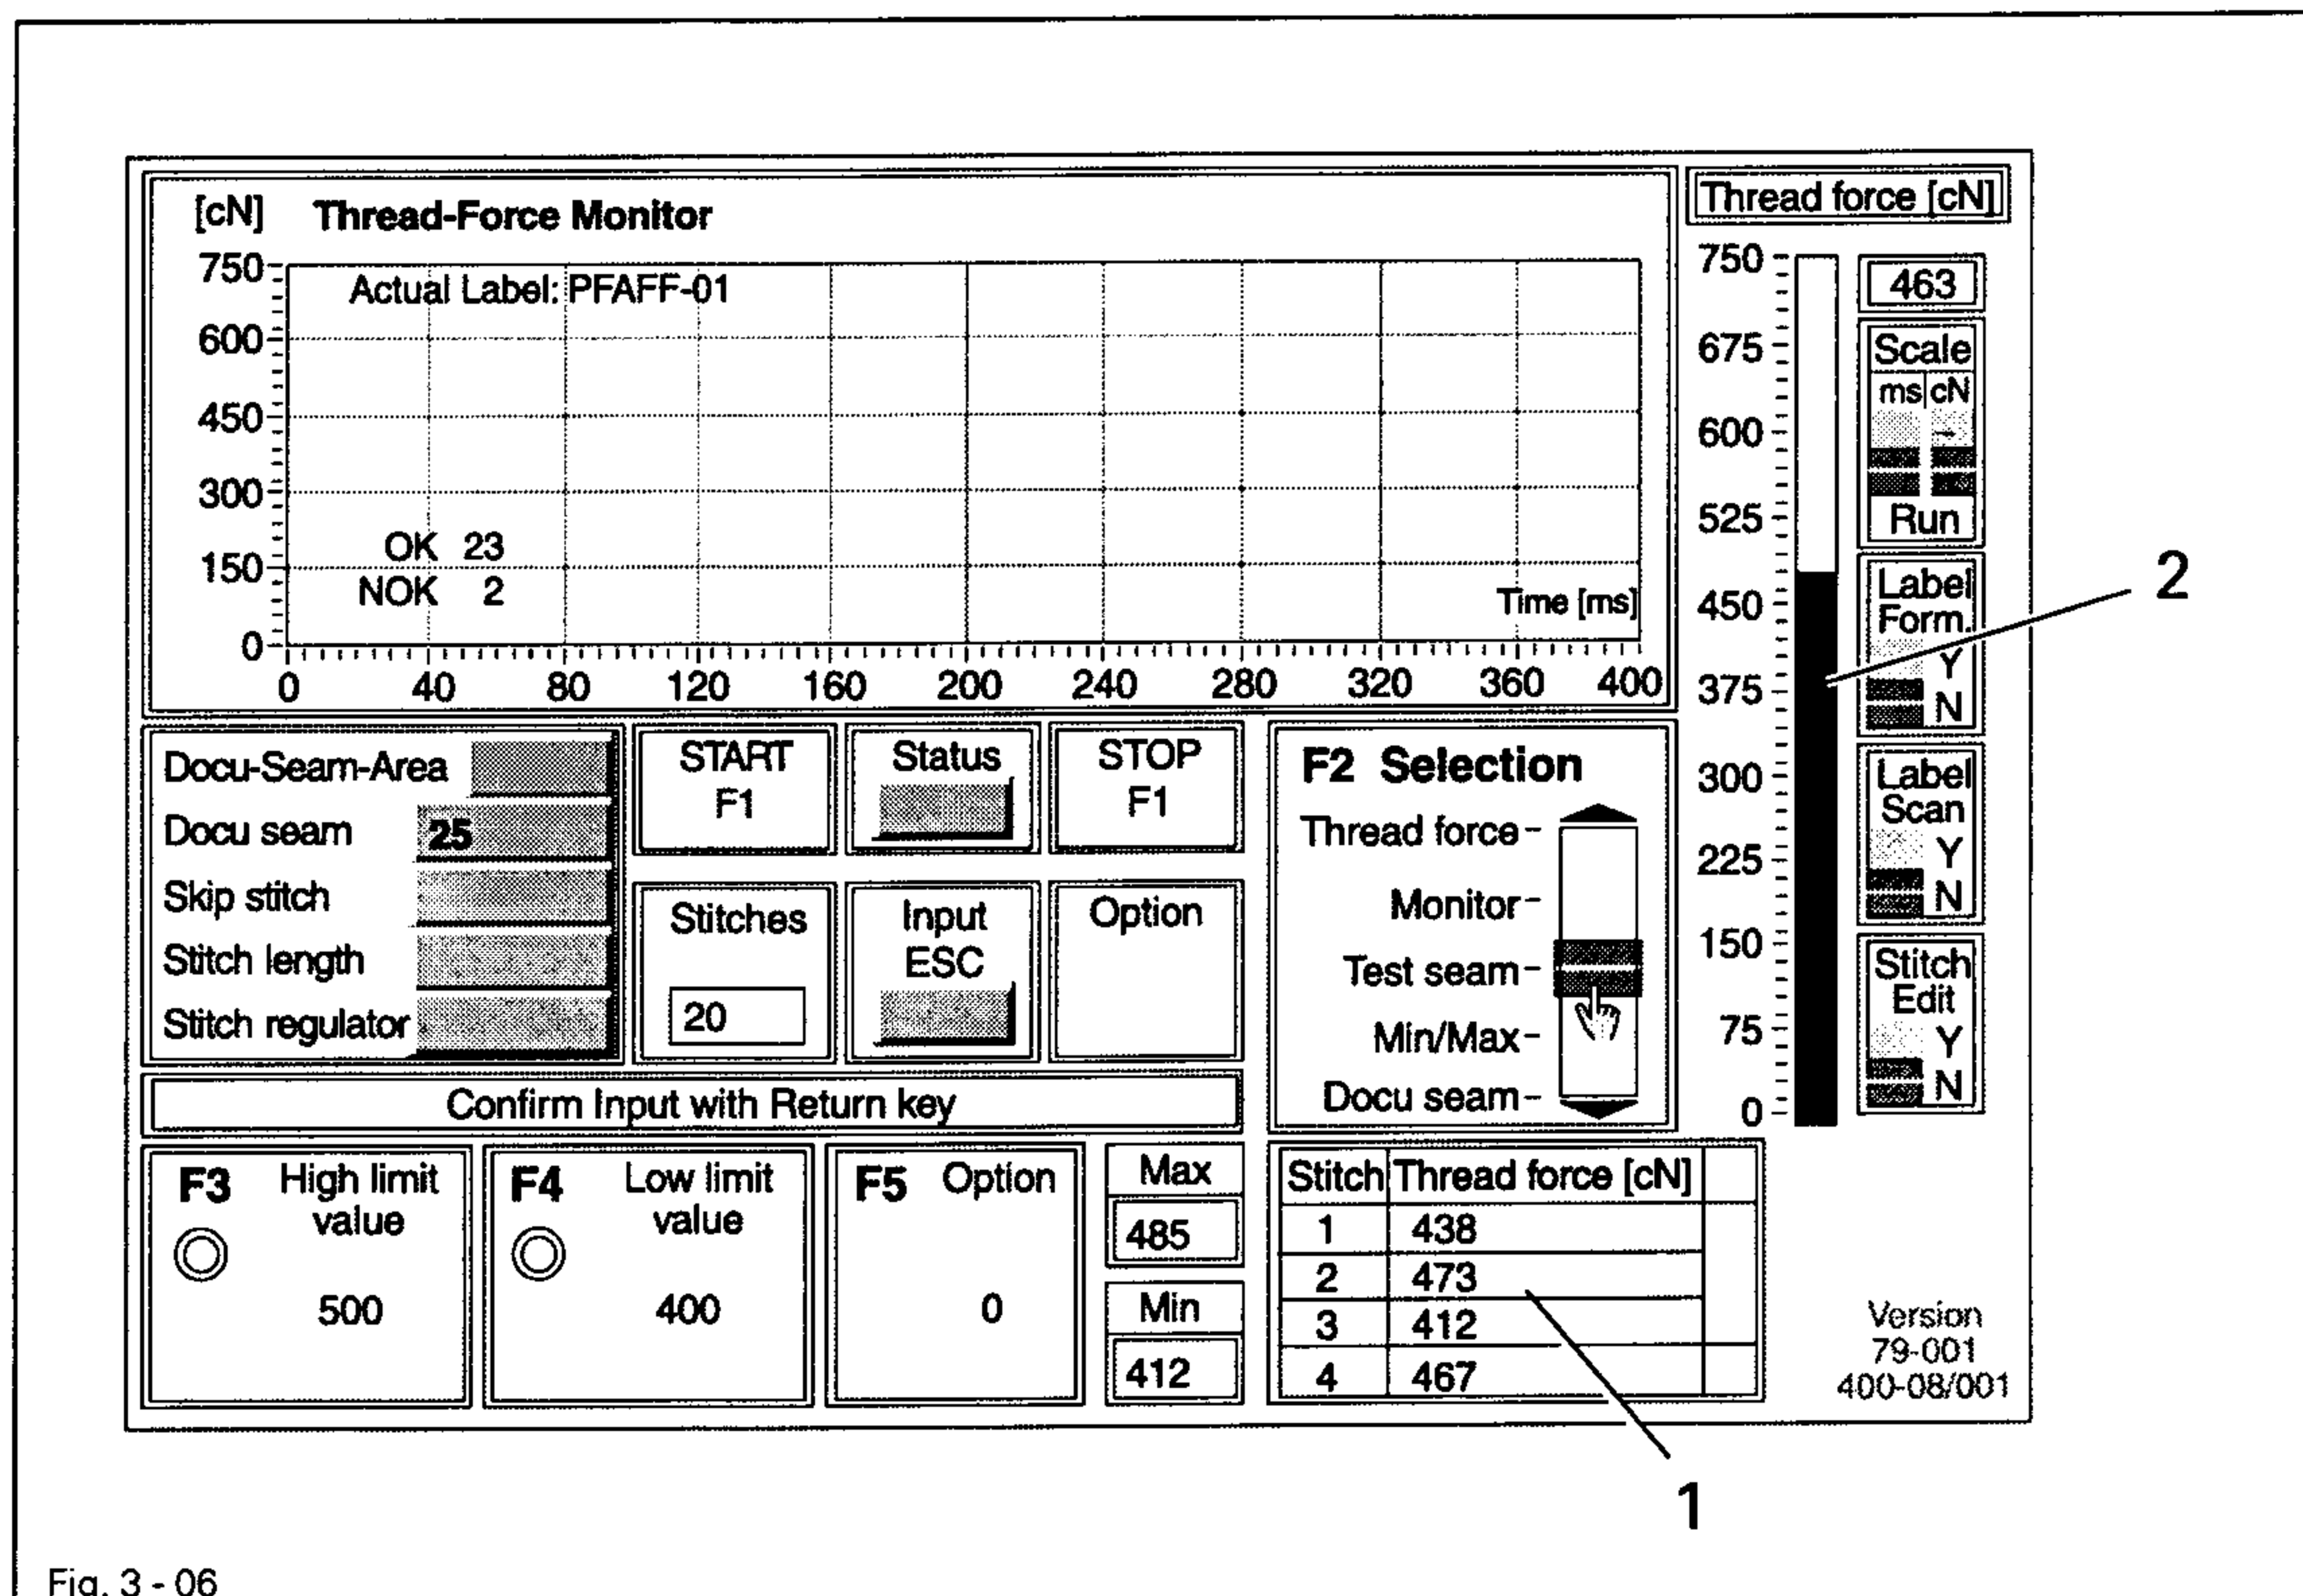 [cN] Thread-Force Monitor
750
Actual Label: PFAFF-01
600
450
300
OK 23
150
NOK 2
Time [ms]
0
0 40 80 120 160 200 240 280 320 360 400
Thread force [cN]
750
675
600
525
450
375
300
225
150
75
0
463
Scale
ms cN
Run
Label
Form.
Y
N
Label
Scan
Y
N
Stitch
Edit
Y
N
2
Docu-Seam-Area
Docu seam 25
Skip stitch
Stitch length
Stitch regulator
START
F1
Status
STOP
F1
Stitches
20
Input
ESC
Option
F2 Selection
Thread force
Monitor
Test seam
Min/Max
Docu seam
Confirm Input with Return key
F3 High limit
value
500
F4 Low limit
value
400
F5 Option
0
Max
485
Min
412
Stitch Thread force [cN]
1 438
2 473
3 412
4 467
Version
79-001
400-08/001
1
Fig. 3 - 06